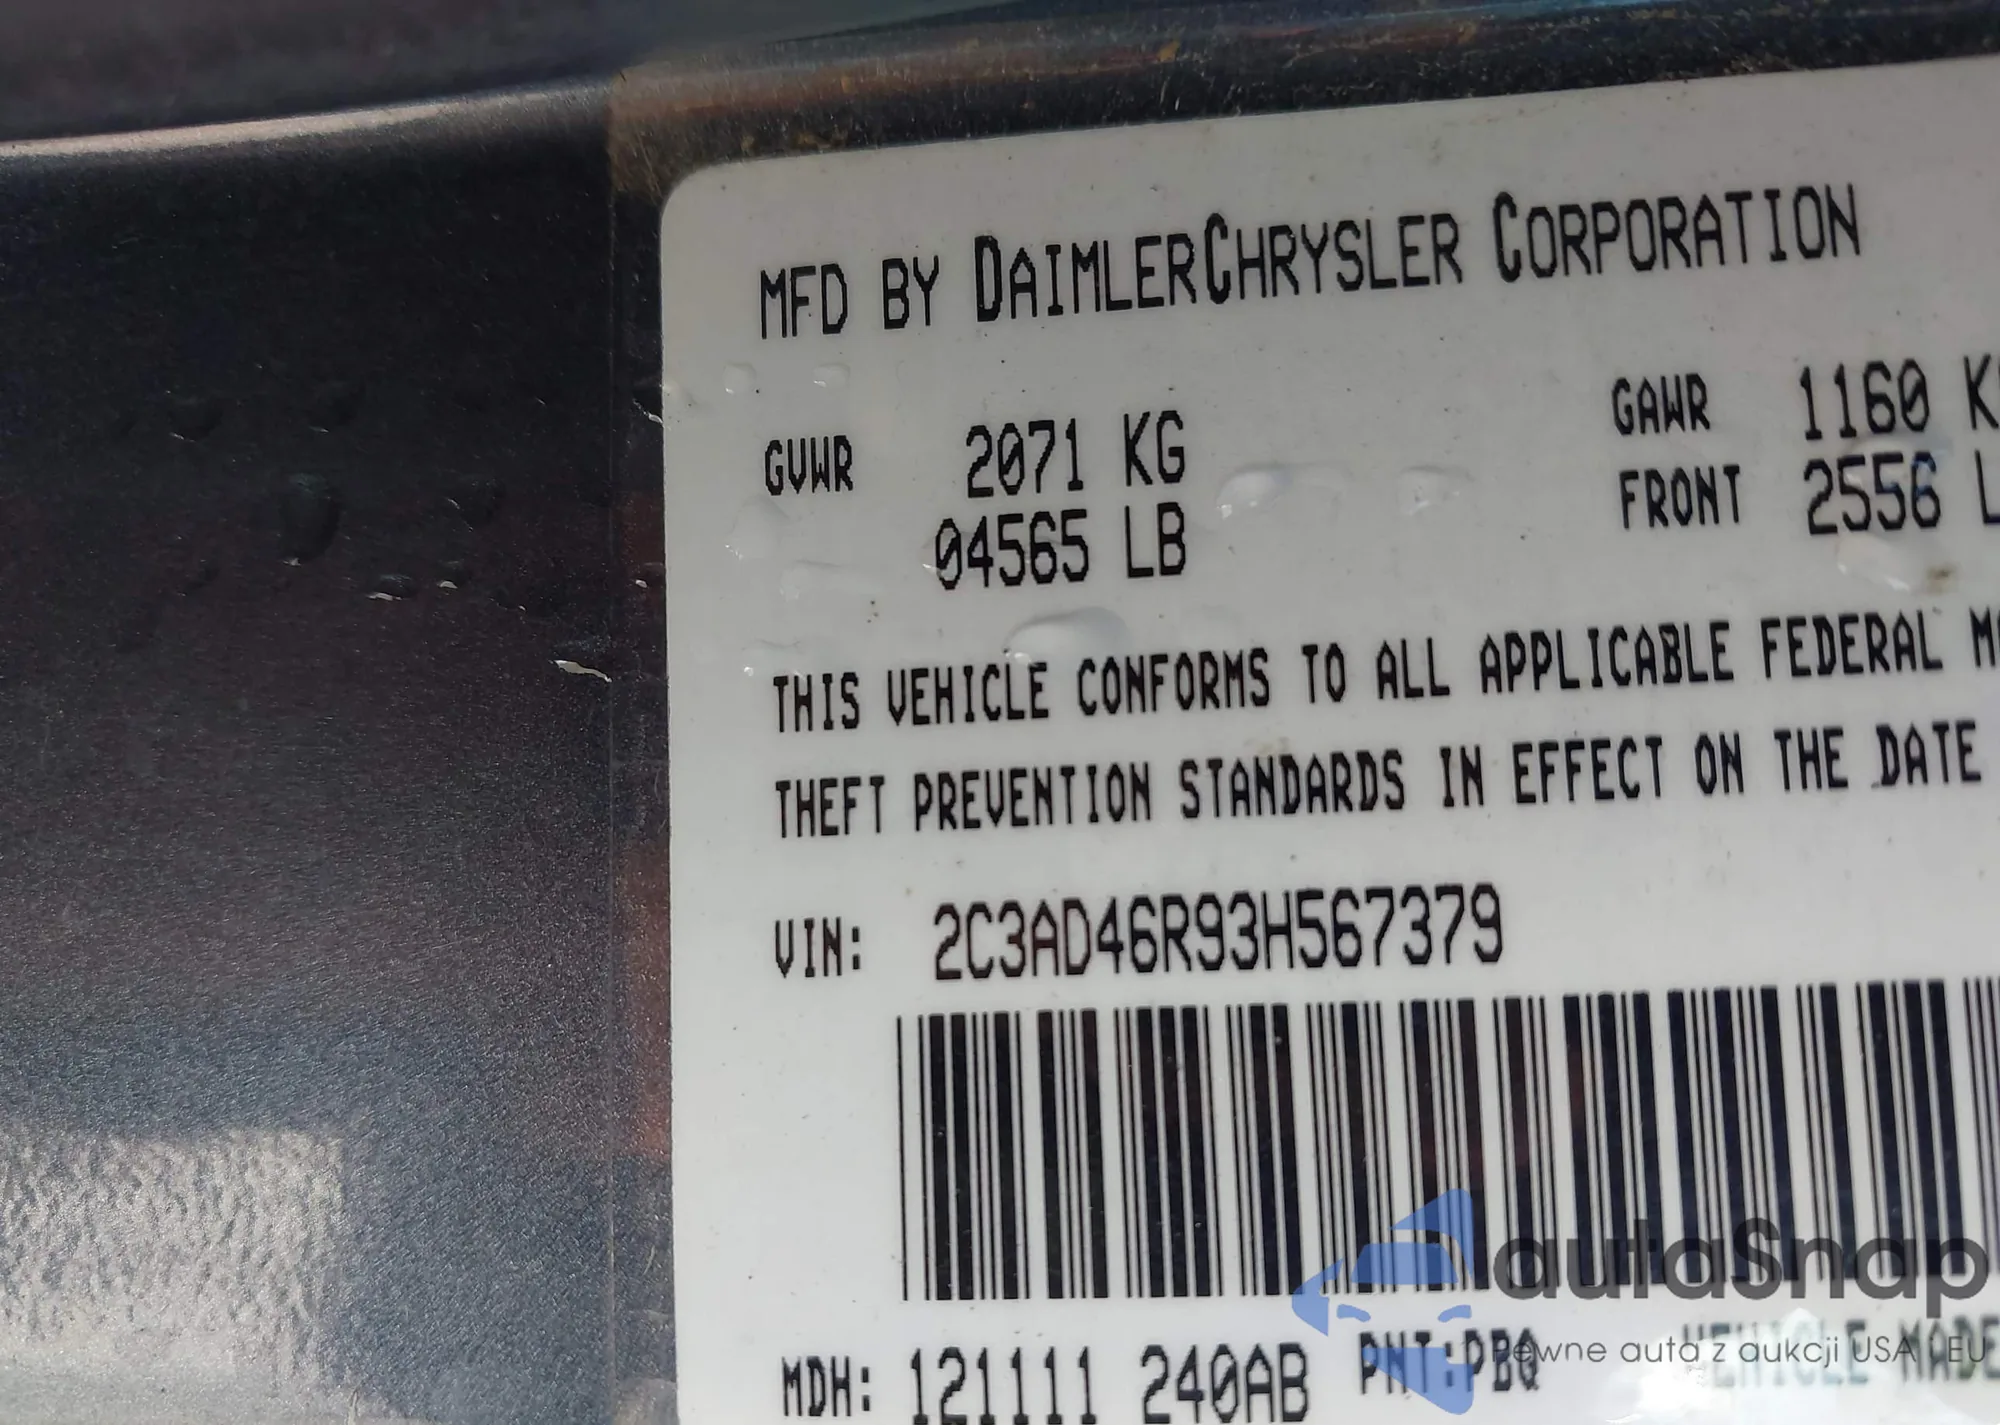 MFD BY DAIMLERCHRYSLER CORPORATION
GVWR 2071 KG GAWR 1160 K
04565 LB FRONT 2556 L
THIS VEHICLE CONFORMS TO ALL APPLICABLE FEDERAL M
THEFT PREVENTION STANDARDS IN EFFECT ON THE DATE
VIN: 2C3AD46R93H567379
autaSnap
Pewne auta z aukcji USA i EU
MDH: 121111 240AB PNT:PBQ VEHICLE MADE